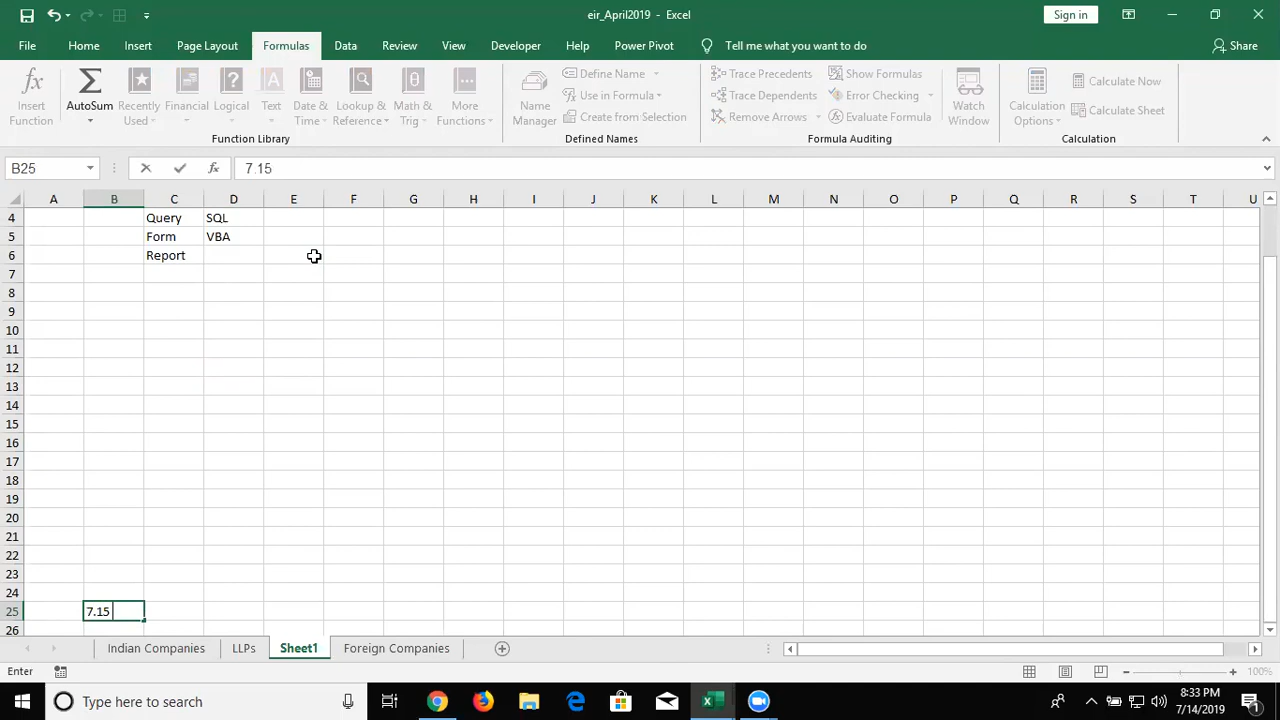 eir_April2019 - Excel
Sign in
File Home Insert Page Layout Formulas Data Review View Developer Help Power Pivot Tell me what you want to do Share
Insert Function
AutoSum
Recently Used
Financial
Logical
Text
Date & Time
Lookup & Reference
Math & Trig
More Functions
Function Library
Name Manager
Define Name
Use in Formula
Create from Selection
Defined Names
Trace Precedents
Trace Dependents
Remove Arrows
Show Formulas
Error Checking
Evaluate Formula
Formula Auditing
Watch Window
Calculation Options
Calculate Now
Calculate Sheet
Calculation
B25 fx 7.15
A B C D E F G H I J K L M N O P Q R S T U
4 Query SQL
5 Form VBA
6 Report
7
8
9
10
11
12
13
14
15
16
17
18
19
20
21
22
23
24
25 7.15
26
Indian Companies LLPs Sheet1 Foreign Companies
Enter 100%
Type here to search
8:33 PM
7/14/2019
1